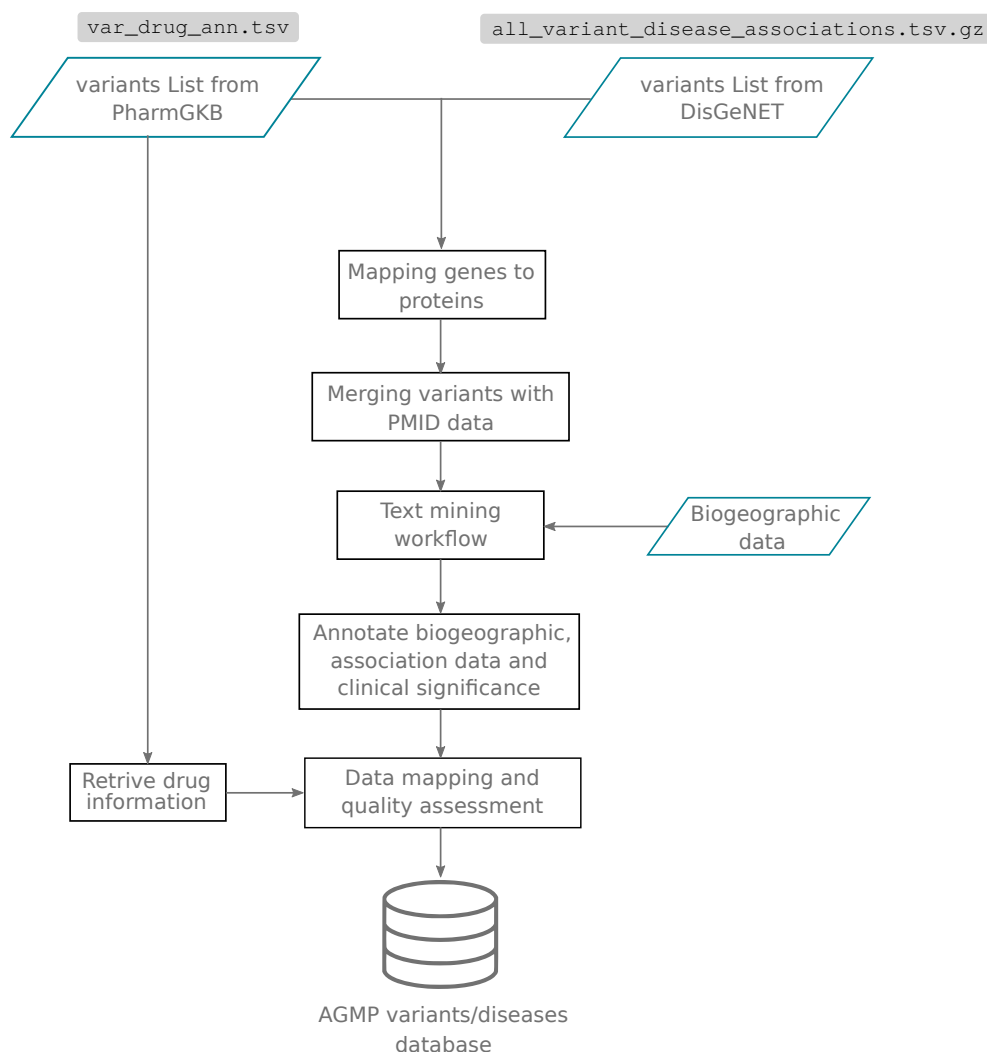 var_drug_ann.tsv
all_variant_disease_associations.tsv.gz
variants List from
PharmGKB
variants List from
DisGeNET
Mapping genes to
proteins
Merging variants with
PMID data
Text mining
workflow
Biogeographic
data
Annotate biogeographic,
association data and
clinical significance
Retrive drug
information
Data mapping and
quality assessment
AGMP variants/diseases
database